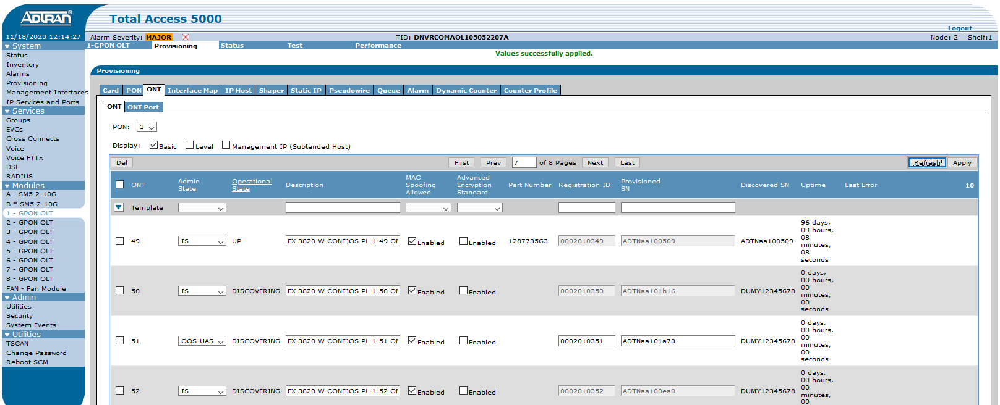 ADTRAN
Total Access 5000
Logout
11/18/2020 12:14:27
Alarm Severity: MAJOR
TID: DNVRCOMAOL105052207A
Node: 2 Shelf:1
1-GPON OLT Provisioning Status Test Performance
Values successfully applied.
System
Status
Inventory
Alarms
Provisioning
Management Interfaces
IP Services and Ports
Services
Groups
EVCs
Cross Connects
Voice
Voice FTTx
DSL
RADIUS
Modules
A - SM5 2-10G
B * SM5 2-10G
1 - GPON OLT
2 - GPON OLT
3 - GPON OLT
4 - GPON OLT
5 - GPON OLT
6 - GPON OLT
7 - GPON OLT
8 - GPON OLT
FAN - Fan Module
Admin
Utilities
Security
System Events
Utilities
TSCAN
Change Password
Reboot SCM
Provisioning
Card PON ONT Interface Map IP Host Shaper Static IP Pseudowire Queue Alarm Dynamic Counter Counter Profile
ONT ONT Port
PON: 3
Display: Basic Level Management IP (Subtended Host)
Del First Prev 7 of 8 Pages Next Last Refresh Apply
ONT
Admin
State
Operational
State
Description
MAC
Spoofing
Allowed
Advanced
Encryption
Standard
Part Number
Registration ID
Provisioned
SN
Discovered SN
Uptime
Last Error
10
Template
49 IS UP FX 3820 W CONEJOS PL 1-49 Enabled Enabled 1287735G3 0002010349 ADTNaa100509 ADTNaa100509
96 days,
09 hours,
08
minutes,
08
seconds
50 IS DISCOVERING FX 3820 W CONEJOS PL 1-50 Enabled Enabled 0002010350 ADTNaa101b16 DUMY12345678
0 days,
00 hours,
00
minutes,
00
seconds
51 OOS-UAS DISCOVERING FX 3820 W CONEJOS PL 1-51 Enabled Enabled 0002010351 ADTNaa101a73 DUMY12345678
0 days,
00 hours,
00
minutes,
00
seconds
52 IS DISCOVERING FX 3820 W CONEJOS PL 1-52 Enabled Enabled 0002010352 ADTNaa100ea0 DUMY12345678
0 days,
00 hours,
00
minutes,
00